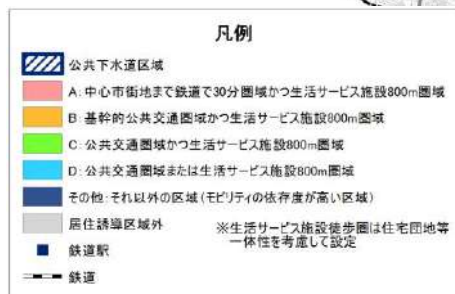 凡例
公共下水道区域
A:中心市街地まで鉄道で30分圏域かつ生活サービス施設800m圏域
B:基幹的公共交通圏域かつ生活サービス施設800m圏域
C:公共交通圏域かつ生活サービス施設800m圏域
D:公共交通圏域または生活サービス施設800m圏域
その他:それ以外の区域(モビリティの依存度が高い区域)
居住誘導区域外
※生活サービス施設徒歩圏は住宅団地等
一体性を考慮して設定
鉄道駅
鉄道